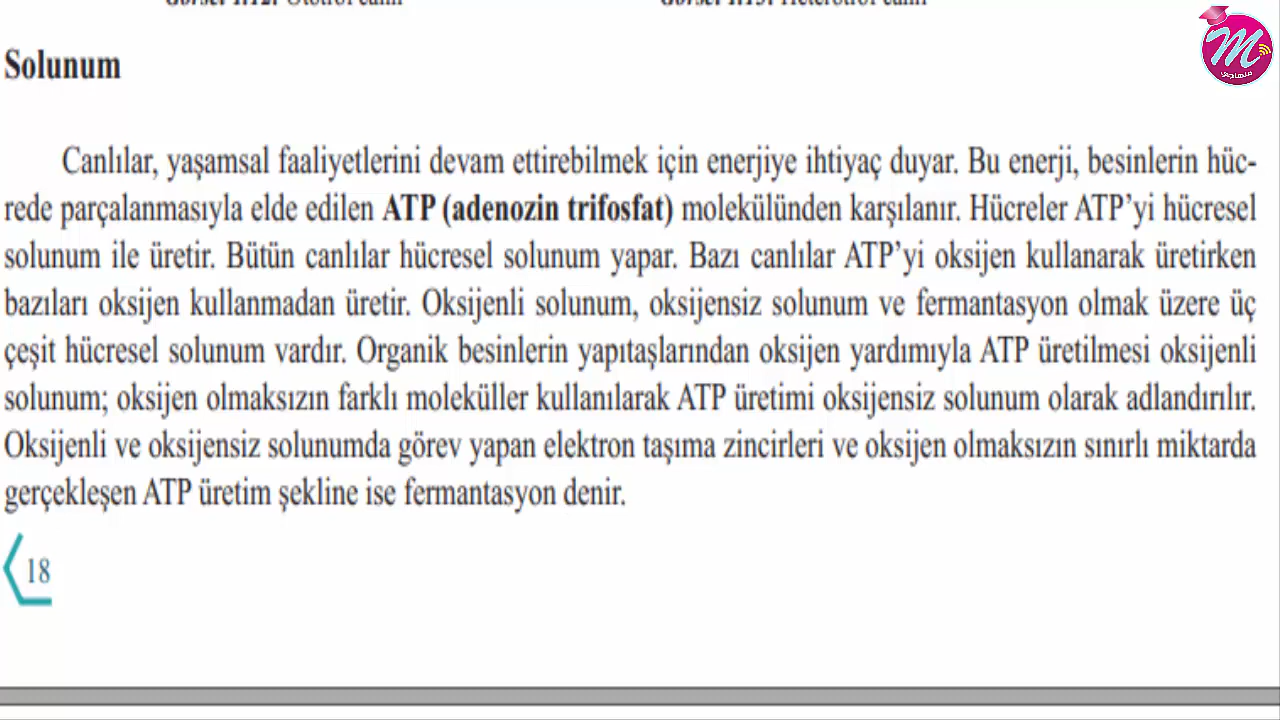 Solunum
Canlılar, yaşamsal faaliyetlerini devam ettirebilmek için enerjiye ihtiyaç duyar. Bu enerji, besinlerin hüc-
rede parçalanmasıyla elde edilen ATP (adenozin trifosfat) molekülünden karşılanır. Hücreler ATP’yi hücresel
solunum ile üretir. Bütün canlılar hücresel solunum yapar. Bazı canlılar ATP’yi oksijen kullanarak üretirken
bazıları oksijen kullanmadan üretir. Oksijenli solunum, oksijensiz solunum ve fermantasyon olmak üzere üç
çeşit hücresel solunum vardır. Organik besinlerin yapıtaşlarından oksijen yardımıyla ATP üretilmesi oksijenli
solunum; oksijen olmaksızın farklı moleküller kullanılarak ATP üretimi oksijensiz solunum olarak adlandırılır.
Oksijenli ve oksijensiz solunumda görev yapan elektron taşıma zincirleri ve oksijen olmaksızın sınırlı miktarda
gerçekleşen ATP üretim şekline ise fermantasyon denir.
18
M
منهاجي